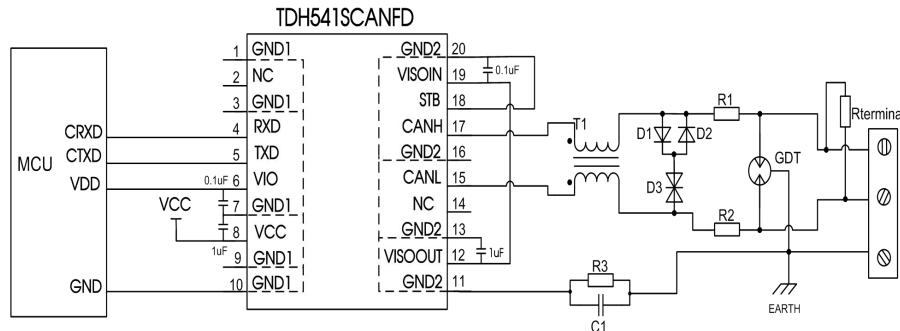 TDH541SCANFD
MCU
CRXD
CTXD
VDD
GND
VCC
0.1uF
1uF
1 GND1
2 NC
3 GND1
4 RXD
5 TXD
6 VIO
7 GND1
8 VCC
9 GND1
10 GND1
GND2 20
VISOIN 19
STB 18
CANH 17
GND2 16
CANL 15
NC 14
GND2 13
VISOOUT 12
GND2 11
0.1uF
1uF
T1
D1
D2
D3
R1
R2
GDT
Rtermina
R3
C1
EARTH